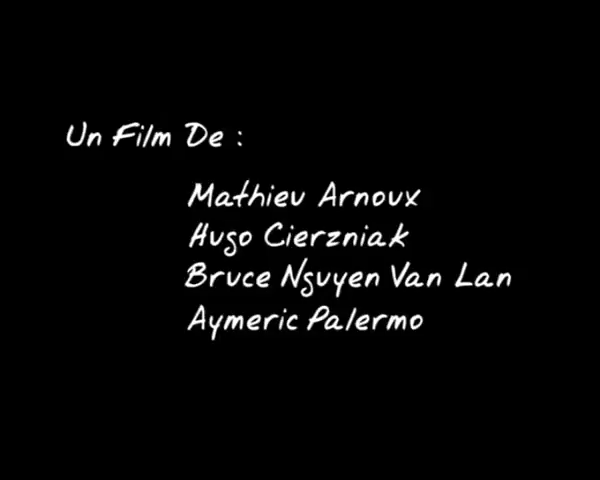 Un Film De :
Mathieu Arnoux
Hugo Cierzniak
Bruce Nguyen Van Lan
Aymeric Palermo